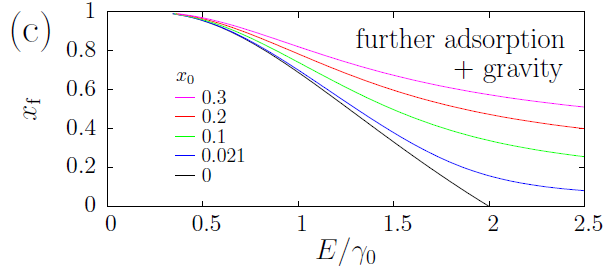 (c)
1
0.8
0.6
0.4
0.2
0
x_f
further adsorption
+ gravity
x_0
0.3
0.2
0.1
0.021
0
0 0.5 1 1.5 2 2.5
E/γ_0